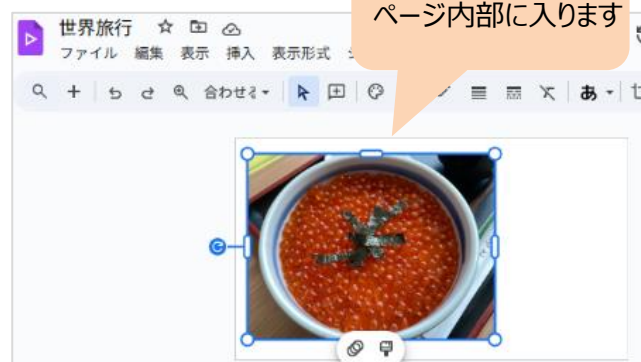 ページ内部に入ります
世界旅行
ファイル 編集 表示 挿入 表示形式
合わせる
あ